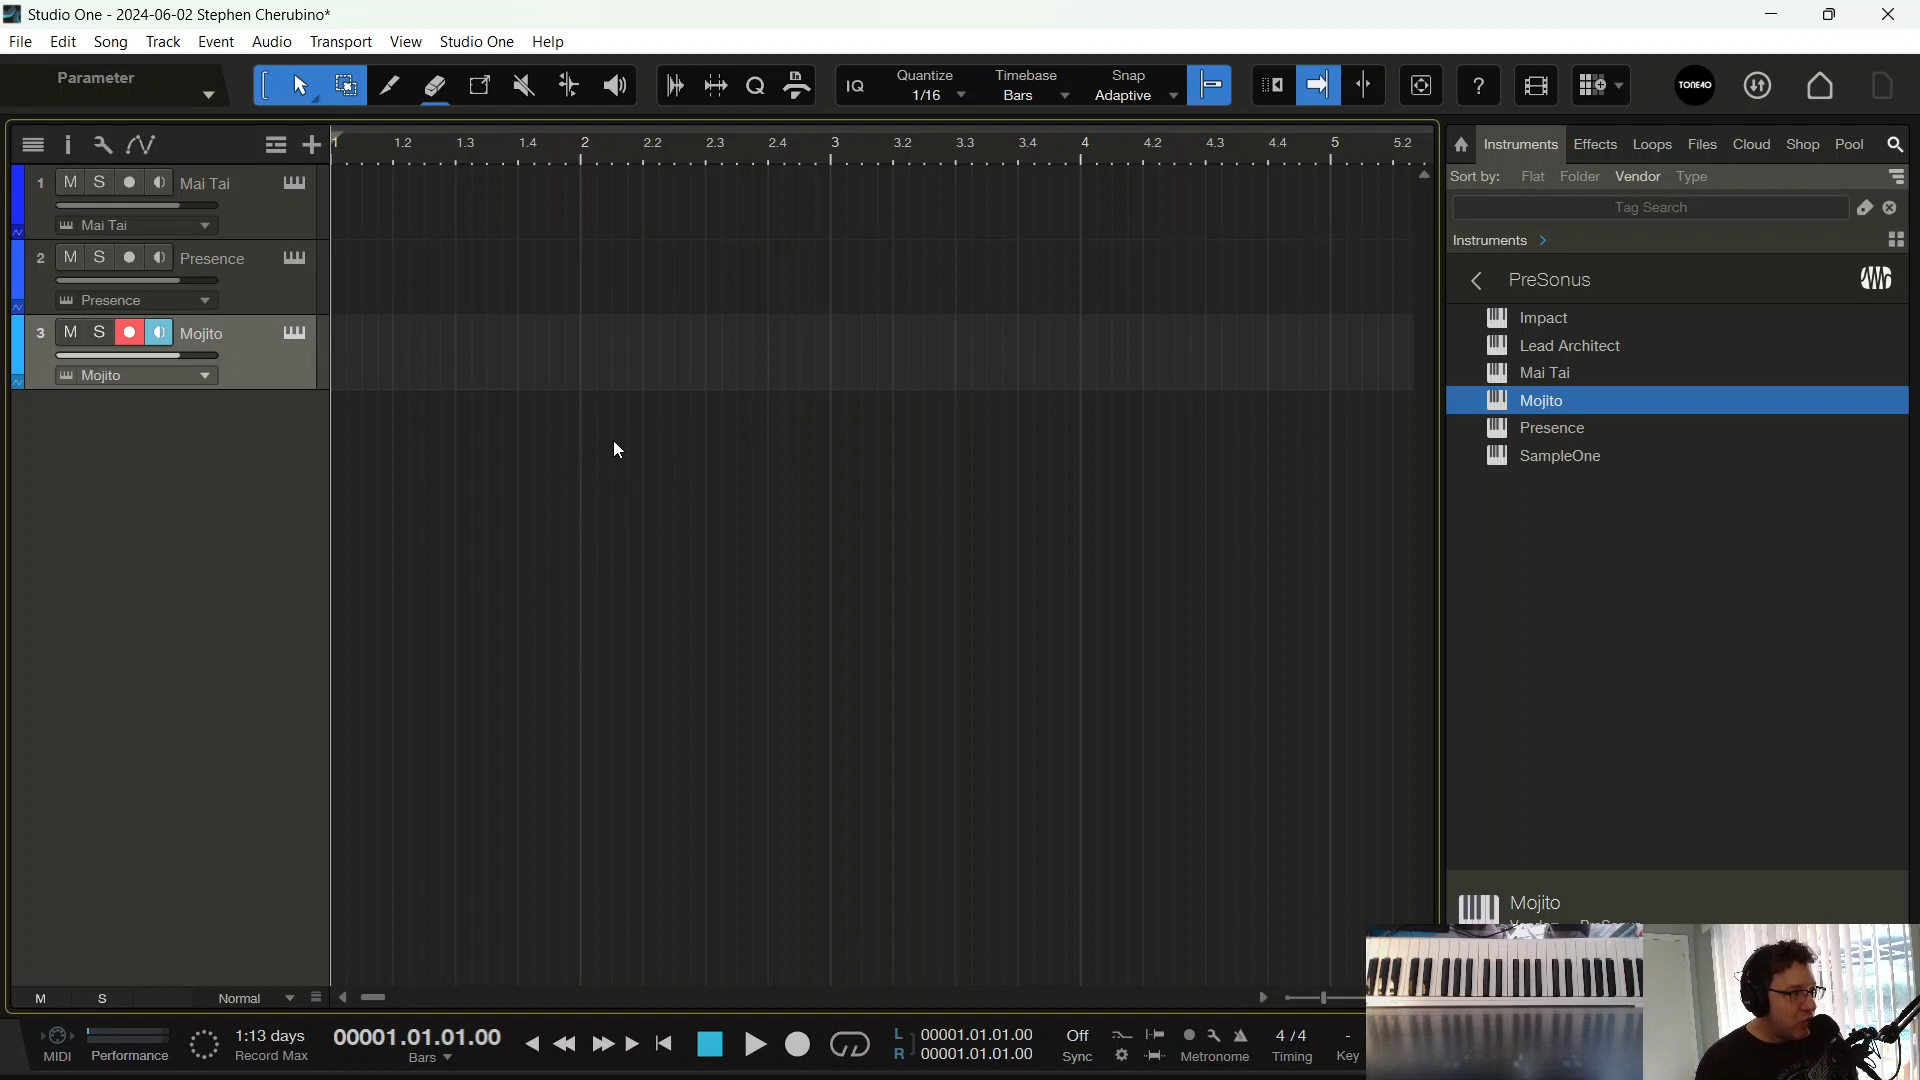 Studio One - 2024-06-02 Stephen Cherubino*
File Edit Song Track Event Audio Transport View Studio One Help
Parameter
IQ
Quantize
1/16
Timebase
Bars
Snap
Adaptive
?
TONE40
1 1.2 1.3 1.4 2 2.2 2.3 2.4 3 3.2 3.3 3.4 4 4.2 4.3 4.4 5 5.2
1 M S Mai Tai
Mai Tai
2 M S Presence
Presence
3 M S Mojito
Mojito
Instruments Effects Loops Files Cloud Shop Pool
Sort by: Flat Folder Vendor Type
Tag Search
Instruments
PreSonus
Impact
Lead Architect
Mai Tai
Mojito
Presence
SampleOne
Mojito
M S Normal
MIDI
Performance
1:13 days
Record Max
00001.01.01.00
Bars
L 00001.01.01.00
R 00001.01.01.00
Off
Sync
Metronome
4 / 4
Timing
-
Key